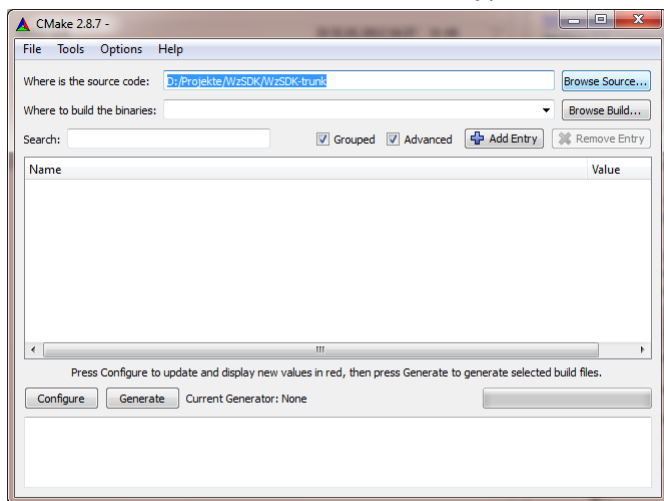 CMake 2.8.7 -
File Tools Options Help
Where is the source code: D:/Projekte/WzSDK/WzSDK-trunk Browse Source...
Where to build the binaries: Browse Build...
Search: Grouped Advanced Add Entry Remove Entry
Name Value
Press Configure to update and display new values in red, then press Generate to generate selected build files.
Configure Generate Current Generator: None